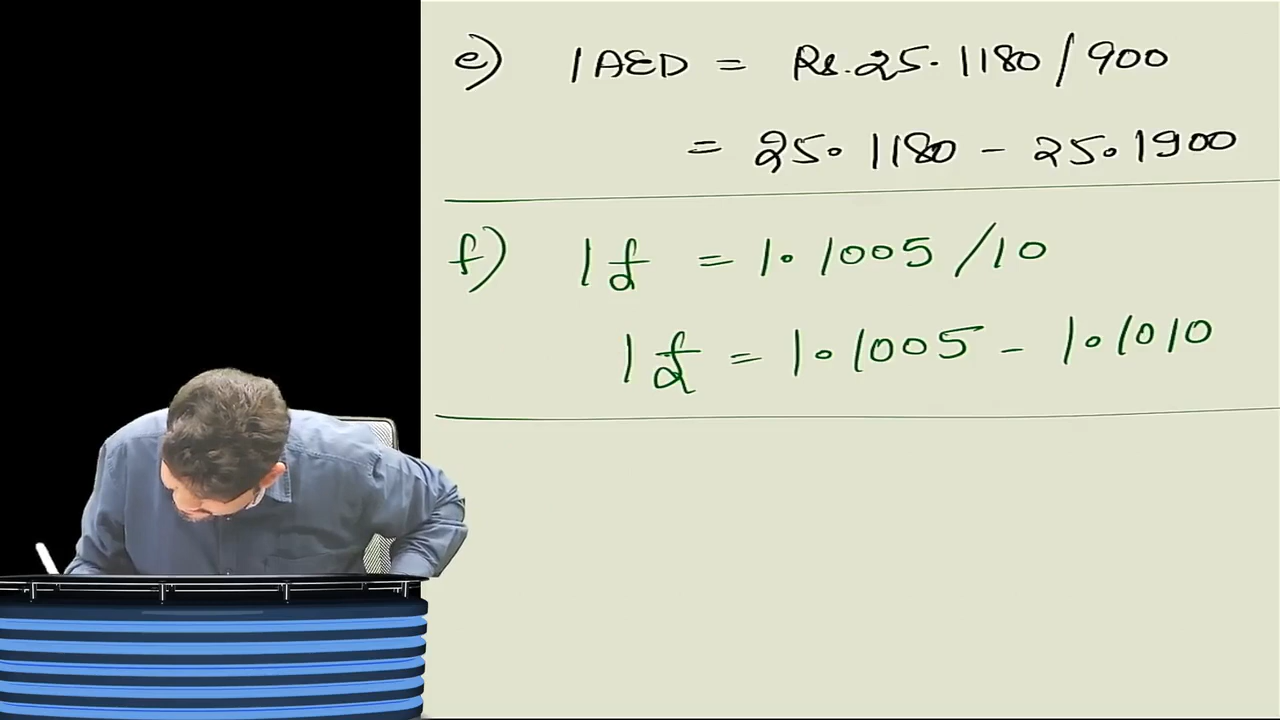 e) 1 AED = Rs. 25.1180/900
= 25.1180 - 25.1900
f) 1 £ = 1.1005/10
1 £ = 1.1005 - 1.1010